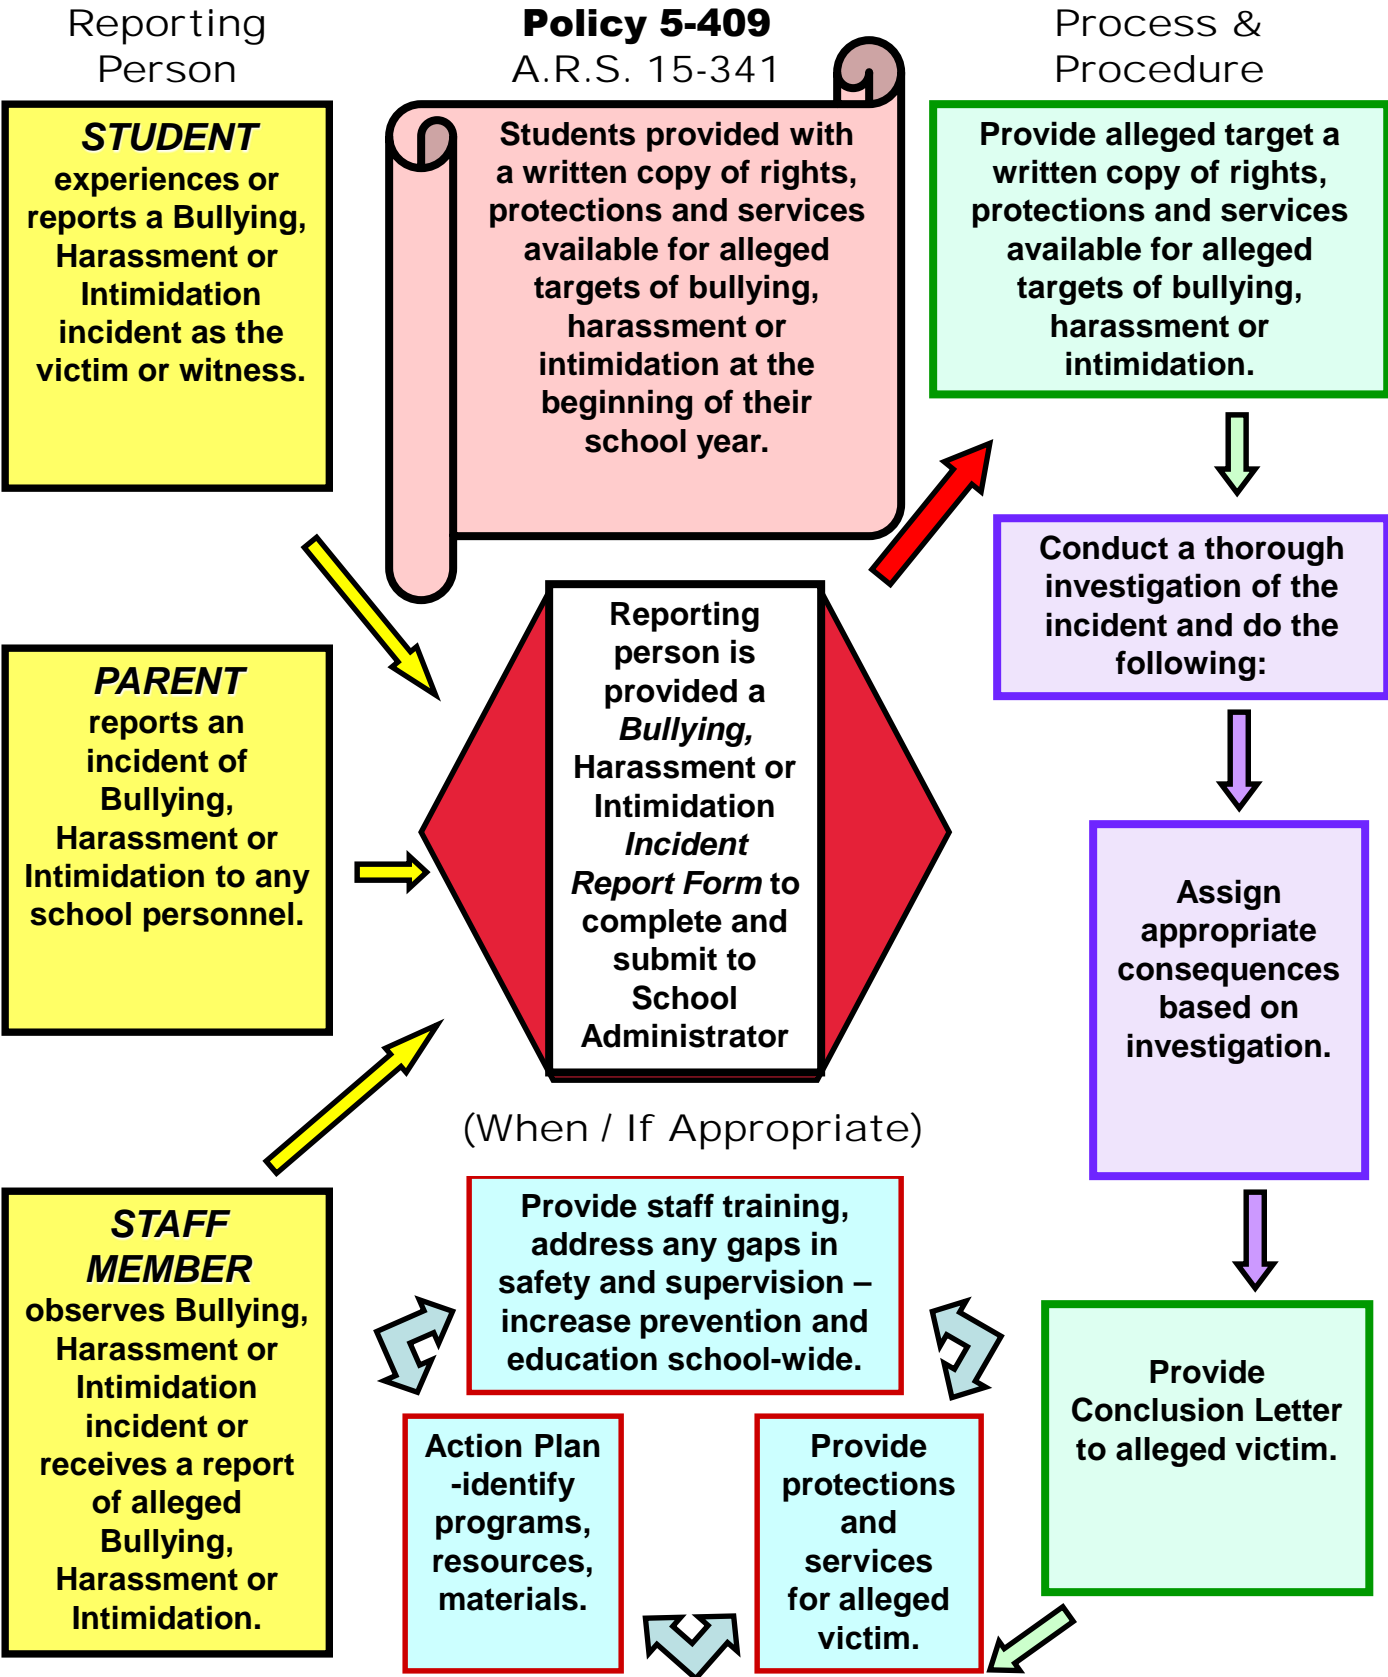 Reporting
Person
STUDENT
experiences or
reports a Bullying,
Harassment or
Intimidation
incident as the
victim or witness.
PARENT
reports an
incident of
Bullying,
Harassment or
Intimidation to any
school personnel.
STAFF
MEMBER
observes Bullying,
Harassment or
Intimidation
incident or
receives a report
of alleged
Bullying,
Harassment or
Intimidation.
Policy 5-409
A.R.S. 15-341
Students provided with
a written copy of rights,
protections and services
available for alleged
targets of bullying,
harassment or
intimidation at the
beginning of their
school year.
Reporting
person is
provided a
Bullying,
Harassment or
Intimidation
Incident
Report Form to
complete and
submit to
School
Administrator
Process &
Procedure
Provide alleged target a
written copy of rights,
protections and services
available for alleged
targets of bullying,
harassment or
intimidation.
Conduct a thorough
investigation of the
incident and do the
following:
Assign
appropriate
consequences
based on
investigation.
Provide
Conclusion Letter
to alleged victim.
(When / If Appropriate)
Provide staff training,
address any gaps in
safety and supervision –
increase prevention and
education school-wide.
Action Plan
-identify
programs,
resources,
materials.
Provide
protections
and
services
for alleged
victim.